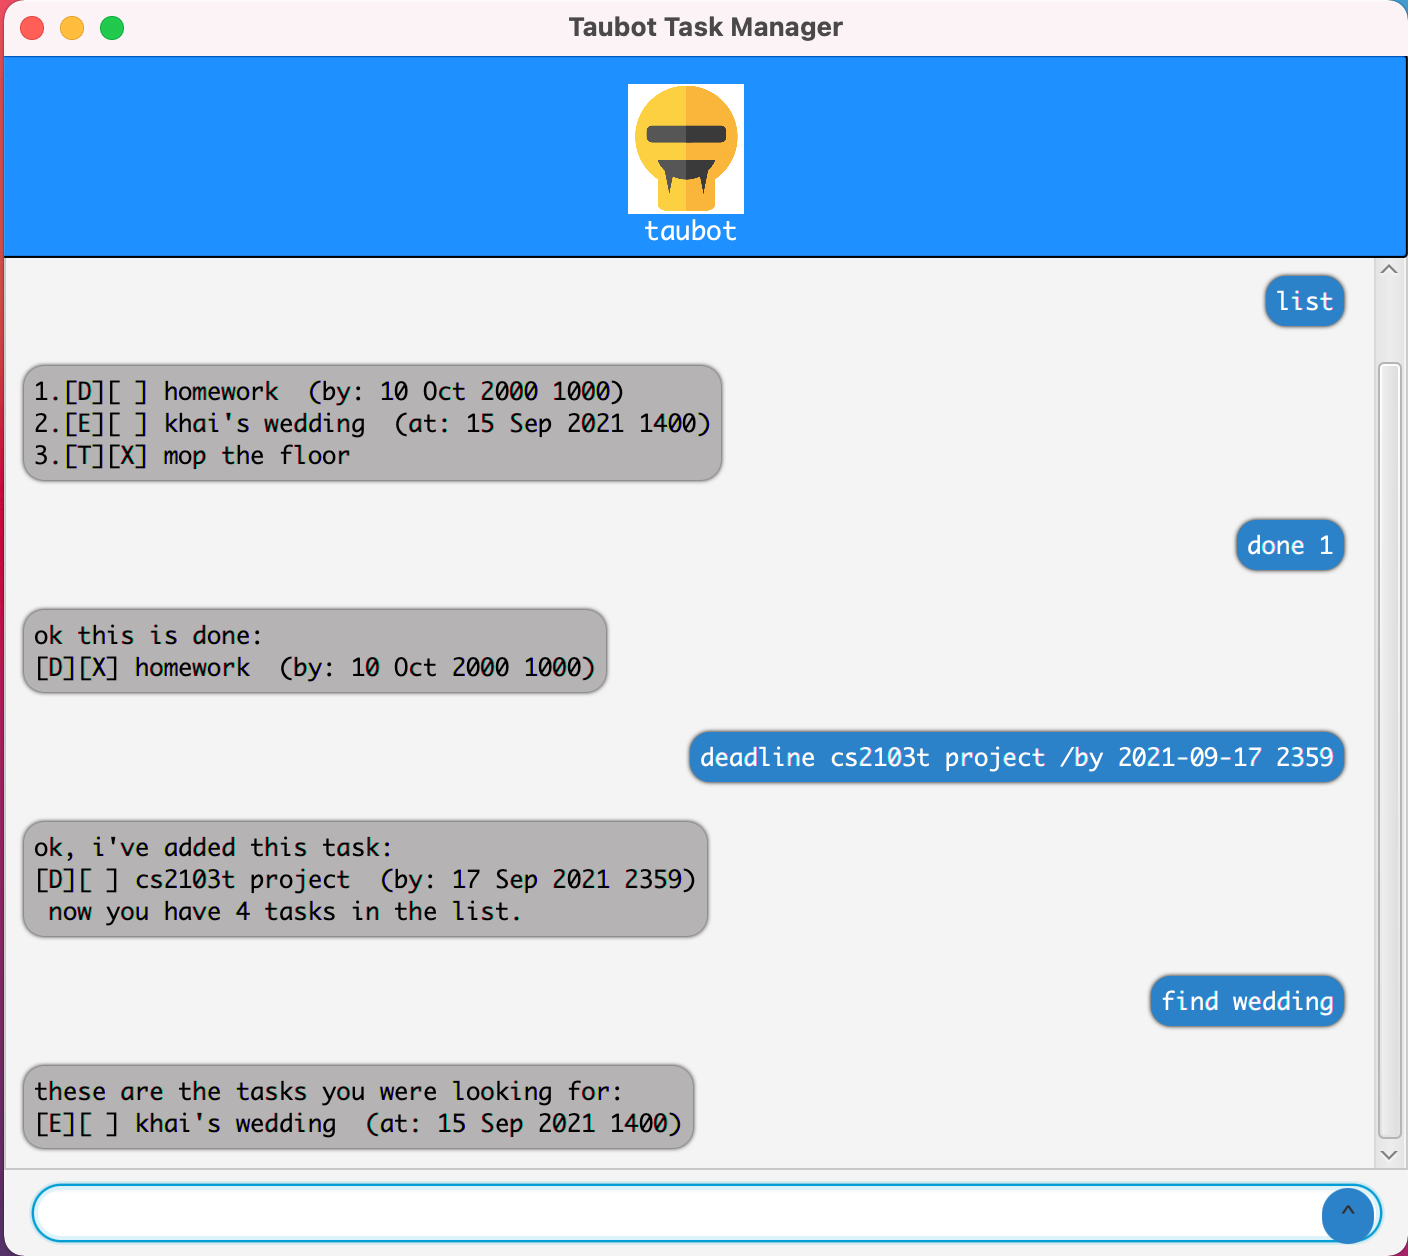 Taubot Task Manager
taubot
list
1.[D][ ] homework  (by: 10 Oct 2000 1000)
2.[E][ ] khai's wedding  (at: 15 Sep 2021 1400)
3.[T][X] mop the floor
done 1
ok this is done:
[D][X] homework  (by: 10 Oct 2000 1000)
deadline cs2103t project /by 2021-09-17 2359
ok, i've added this task:
[D][ ] cs2103t project  (by: 17 Sep 2021 2359)
 now you have 4 tasks in the list.
find wedding
these are the tasks you were looking for:
[E][ ] khai's wedding  (at: 15 Sep 2021 1400)
^